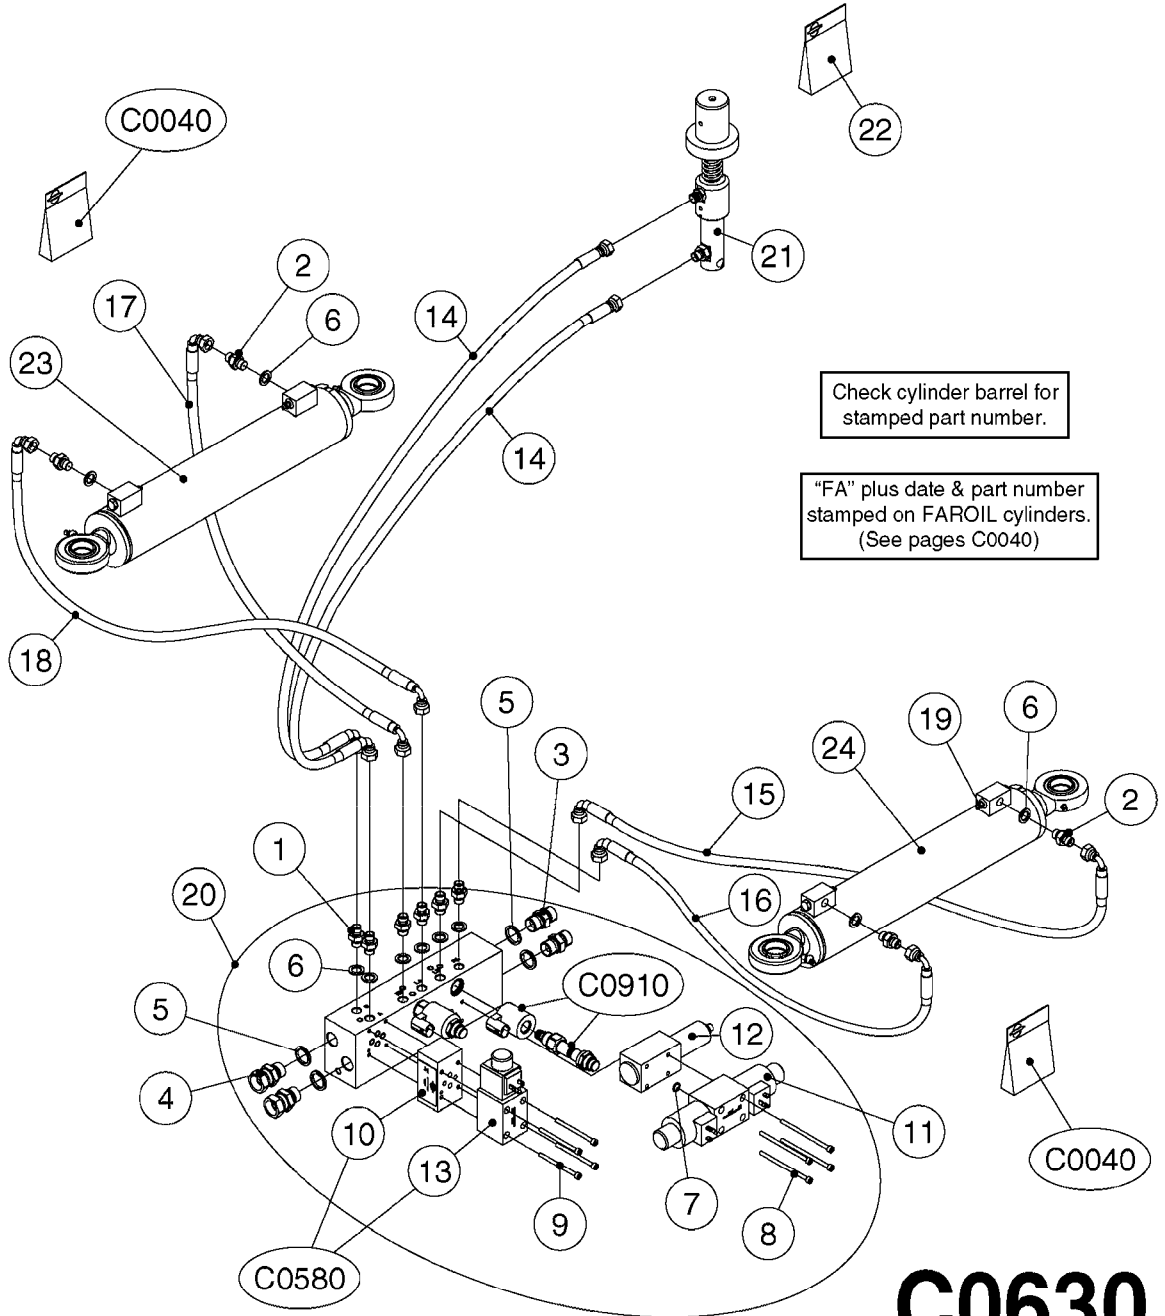 22
C0040
2
21
17
6
14
23
Check cylinder barrel for
stamped part number.
14
"FA" plus date & part number
stamped on FAROIL cylinders.
(See pages C0040)
18
5
19
6
3
24
15
2
1
20
16
6
C0910
5
12
4
10
11
13
C0040
7
9
8
C0580
C0630